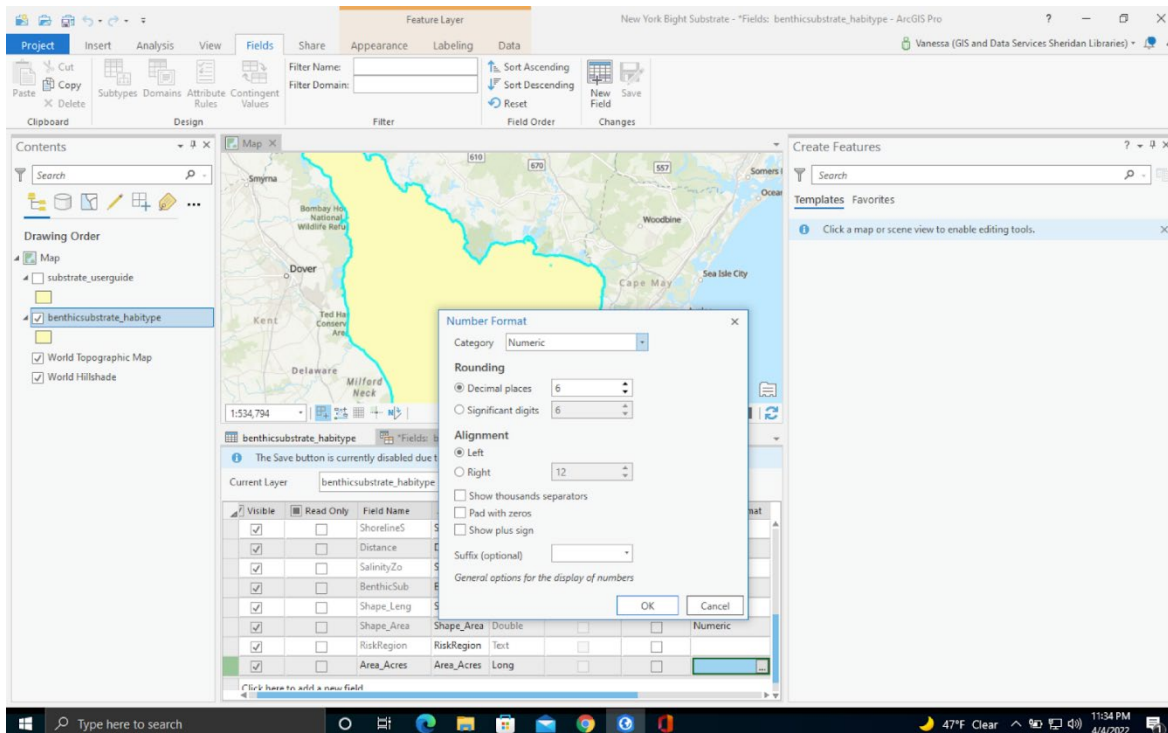 Feature Layer
New York Bight Substrate - *Fields: benthicsubstrate_habitype - ArcGIS Pro
?
Project Insert Analysis View Fields Share Appearance Labeling Data
Vanessa (GIS and Data Services Sheridan Libraries)
Paste
Cut
Copy
Delete
Clipboard
Subtypes Domains Attribute Rules Contingent Values
Design
Filter Name:
Filter Domain:
Filter
Sort Ascending
Sort Descending
Reset
Field Order
New Field Save
Changes
Contents
Search
Drawing Order
Map
substrate_userguide
benthicsubstrate_habitype
World Topographic Map
World Hillshade
Map
610
670
557
Smyrna
Somers
Ocean
Bombay Ho
National
Wildlife Refu
Woodbine
Dover
Sea Isle City
Cape May
Kent
Ted Ha
Conserv
Are
Delaware
Milford
Neck
1:534,794
benthicsubstrate_habitype
*Fields: b
The Save button is currently disabled due t
Current Layer benthicsubstrate_habitype
Visible Read Only Field Name
mat
ShorelineS S
Distance D
SalinityZo S
BenthicSub B
Shape_Leng S
Shape_Area Shape_Area Double Numeric
RiskRegion RiskRegion Text
Area_Acres Area_Acres Long ...
Click here to add a new field
Number Format
Category Numeric
Rounding
Decimal places 6
Significant digits 6
Alignment
Left
Right 12
Show thousands separators
Pad with zeros
Show plus sign
Suffix (optional)
General options for the display of numbers
OK Cancel
Create Features
?
Search
Templates Favorites
Click a map or scene view to enable editing tools.
Type here to search
47°F Clear
11:34 PM
4/4/2022